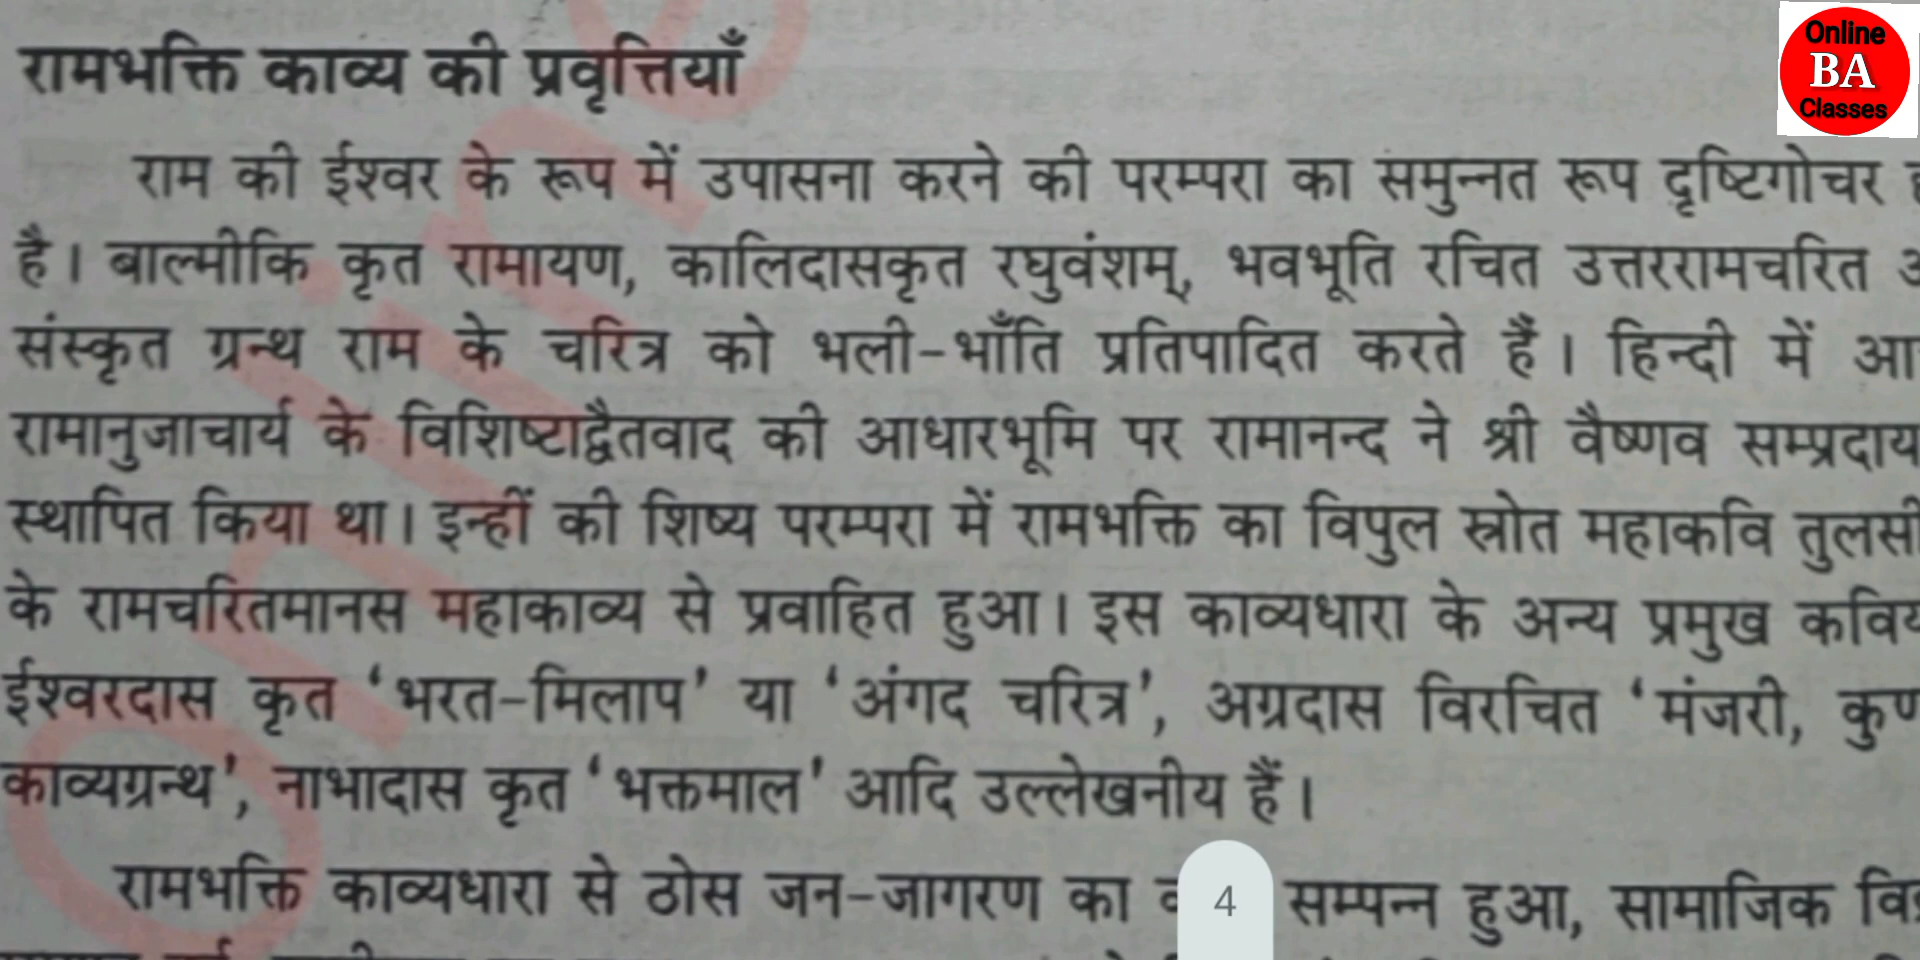 Online
BA
Classes
रामभक्ति काव्य की प्रवृत्तियाँ
राम की ईश्वर के रूप में उपासना करने की परम्परा का समुन्नत रूप दृष्टिगोचर
है। बाल्मीकि कृत रामायण, कालिदासकृत रघुवंशम्, भवभूति रचित उत्तररामचरित
संस्कृत ग्रन्थ राम के चरित्र को भली-भाँति प्रतिपादित करते हैं। हिन्दी में
रामानुजाचार्य के विशिष्टाद्वैतवाद की आधारभूमि पर रामानन्द ने श्री वैष्णव सम्प्रदाय
स्थापित किया था। इन्हीं की शिष्य परम्परा में रामभक्ति का विपुल स्रोत महाकवि तुलसी
के रामचरितमानस महाकाव्य से प्रवाहित हुआ। इस काव्यधारा के अन्य प्रमुख
ईश्वरदास कृत ‘भरत-मिलाप’ या ‘अंगद चरित्र’, अग्रदास विरचित ‘मंजरी,
काव्यग्रन्थ’, नाभादास कृत ‘भक्तमाल’ आदि उल्लेखनीय हैं।
रामभक्ति काव्यधारा से ठोस जन-जागरण का सम्पन्न हुआ, सामाजिक
4